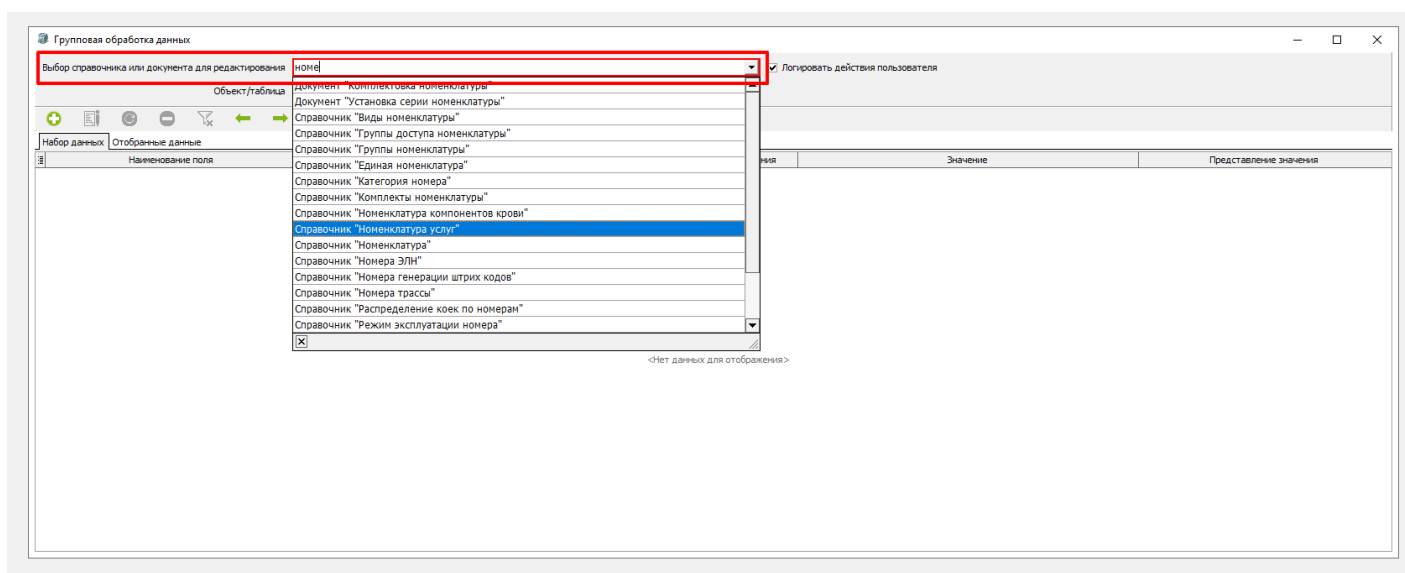 Групповая обработка данных
Выбор справочника или документа для редактирования номе Логировать действия пользователя
Объект/таблица
Документ "Комплектовка номенклатуры"
Документ "Установка серии номенклатуры"
Справочник "Виды номенклатуры"
Справочник "Группы доступа номенклатуры"
Справочник "Группы номенклатуры"
Справочник "Единая номенклатура"
Справочник "Категория номера"
Справочник "Комплекты номенклатуры"
Справочник "Номенклатура компонентов крови"
Справочник "Номенклатура услуг"
Справочник "Номенклатура"
Справочник "Номера ЭЛН"
Справочник "Номера генерации штрих кодов"
Справочник "Номера трассы"
Справочник "Распределение коек по номерам"
Справочник "Режим эксплуатации номера"
Набор данных Отобранные данные
Наименование поля ния Значение Представление значения
<Нет данных для отображения>